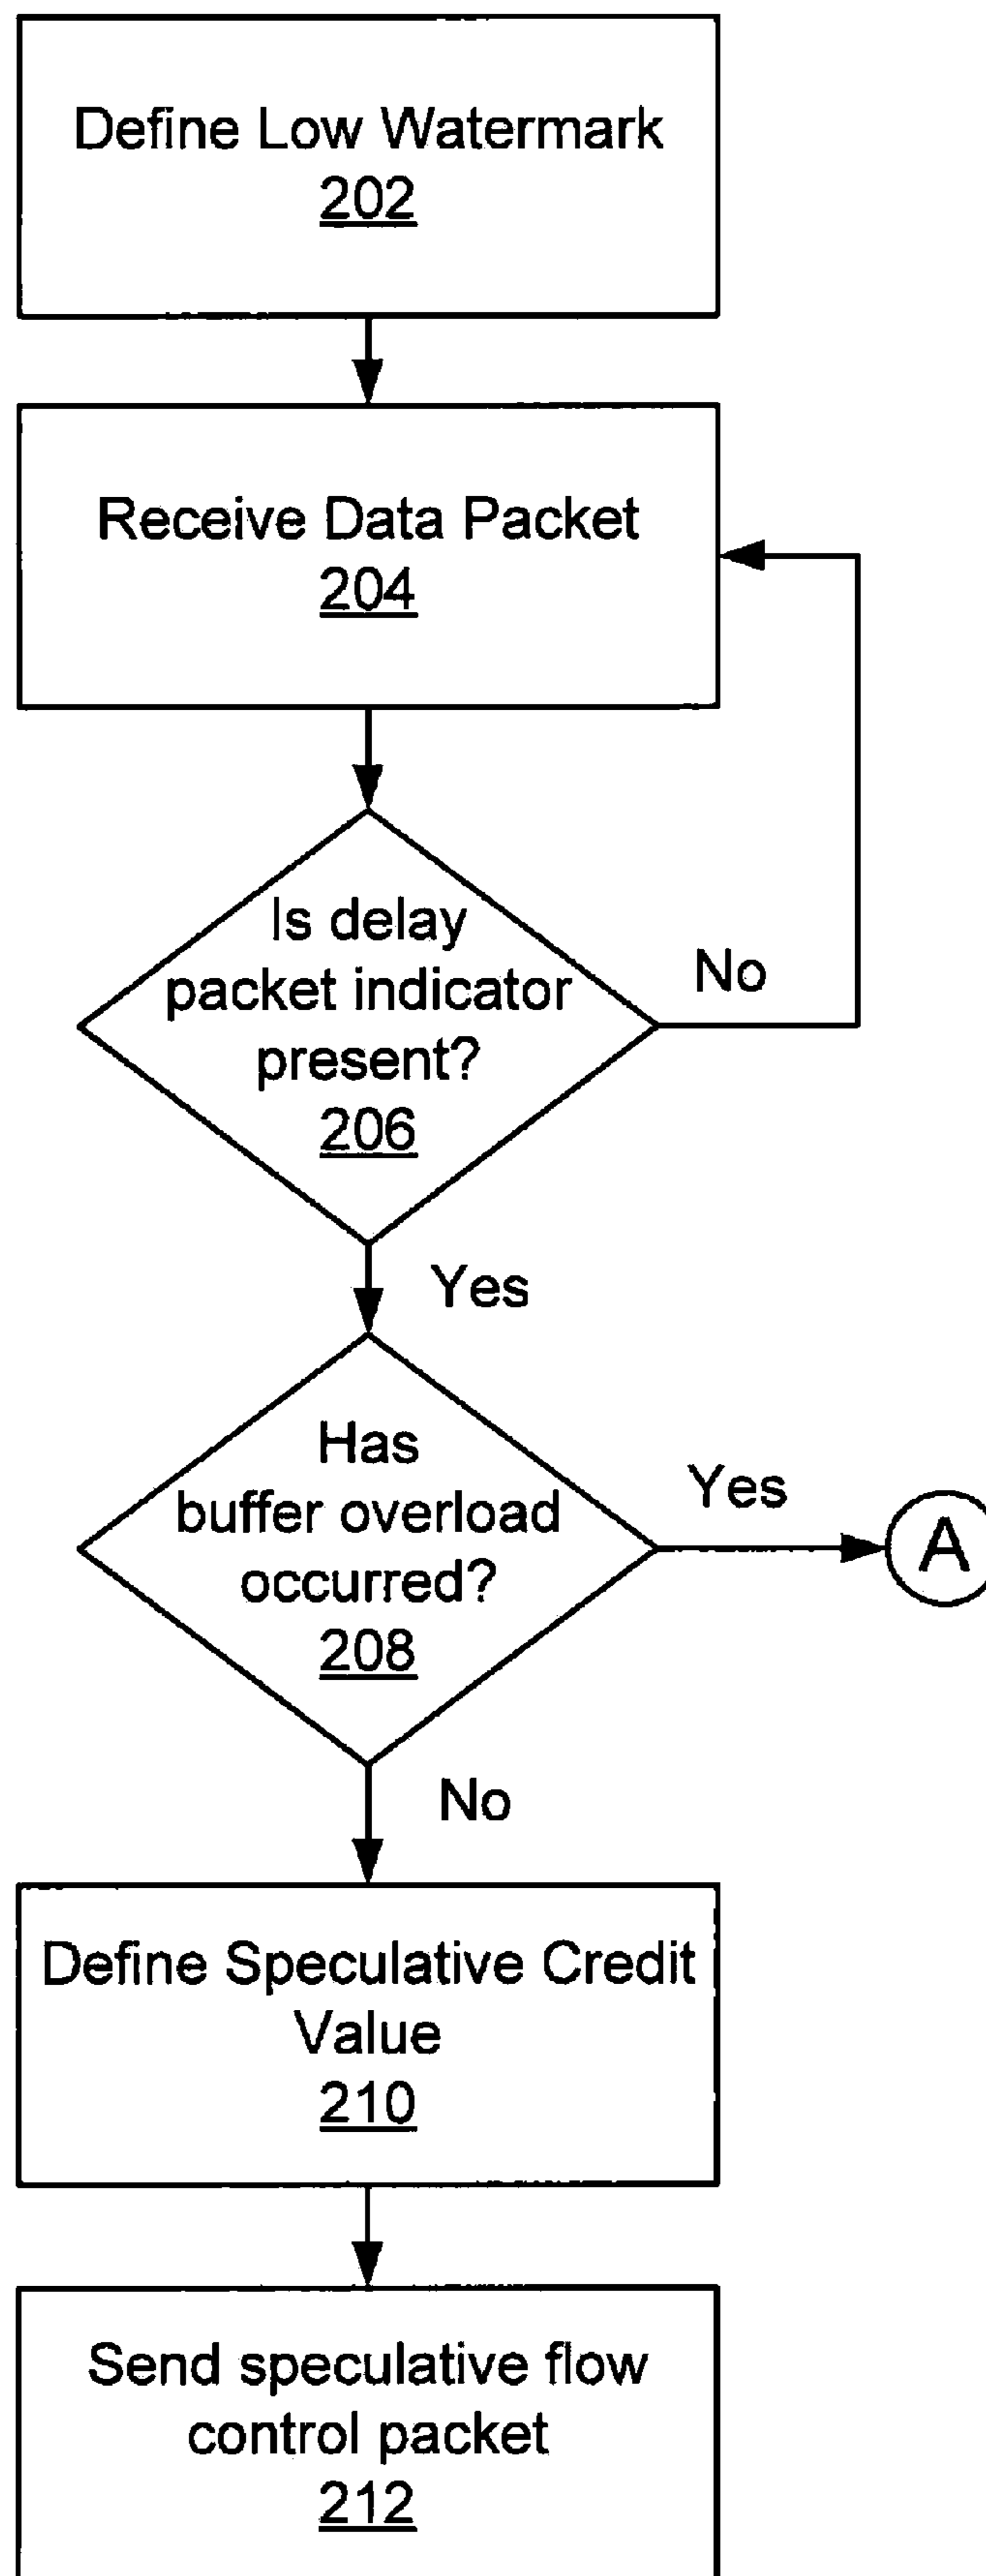 Define Low Watermark
202
Receive Data Packet
204
Is delay
packet indicator
present?
206
No
Yes
Has
buffer overload
occurred?
208
Yes
A
No
Define Speculative Credit
Value
210
Send speculative flow
control packet
212